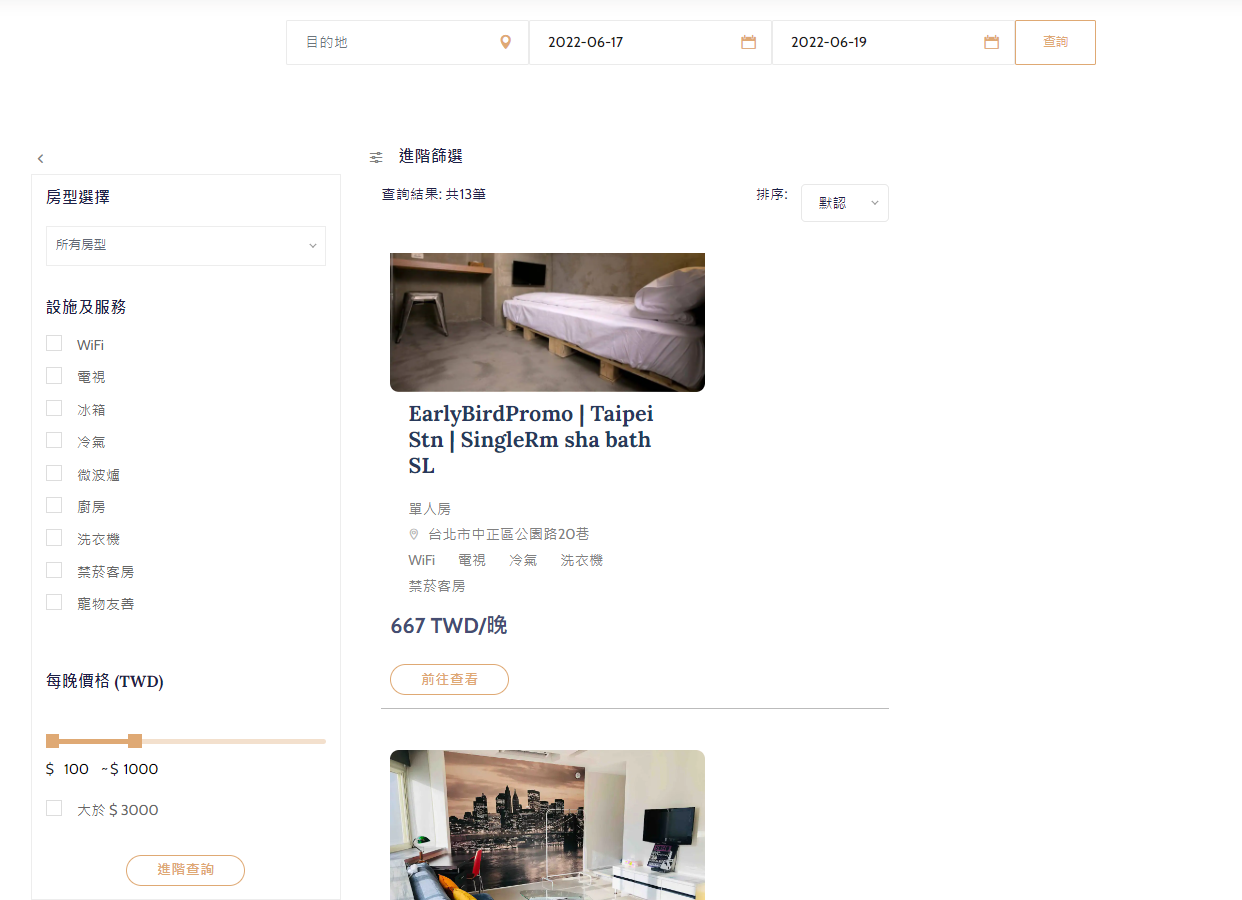 目的地
2022-06-17
2022-06-19
查詢
進階篩選
房型選擇
所有房型
設施及服務
WiFi
電視
冰箱
冷氣
微波爐
廚房
洗衣機
禁菸客房
寵物友善
每晚價格 (TWD)
$ 100 ~ $ 1000
大於 $ 3000
進階查詢
查詢結果: 共13筆
排序:
默認
EarlyBirdPromo | Taipei
Stn | SingleRm sha bath
SL
單人房
台北市中正區公園路20巷
WiFi 電視 冷氣 洗衣機
禁菸客房
667 TWD/晚
前往查看